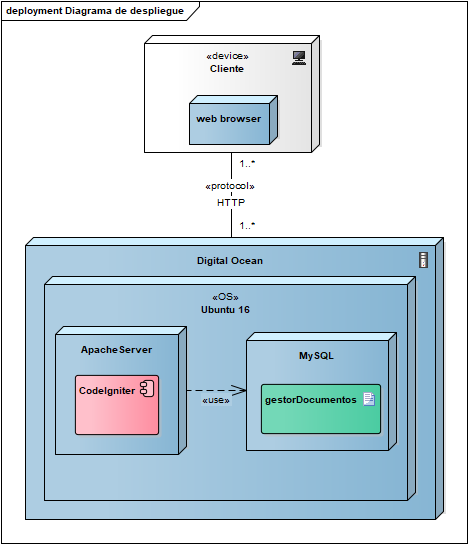 deployment Diagrama de despliegue
«device»
Cliente
web browser
1..*
«protocol»
HTTP
1..*
Digital Ocean
«OS»
Ubuntu 16
ApacheServer
CodeIgniter
«use»
MySQL
gestorDocumentos